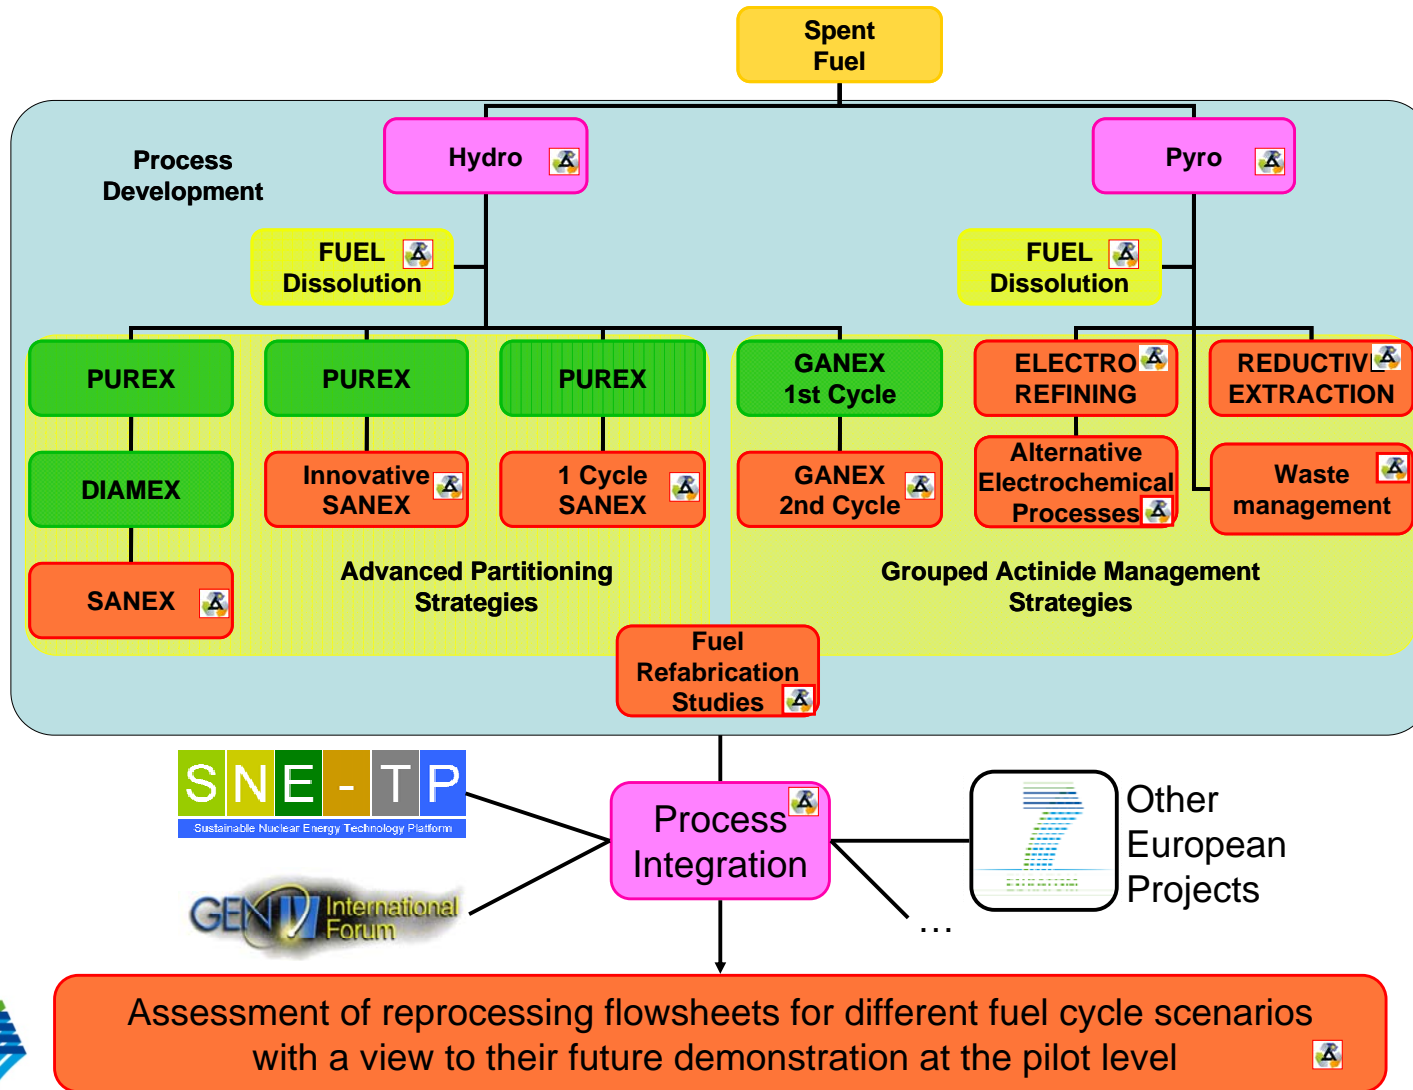 Spent
Fuel
Process
Development
Hydro
Pyro
FUEL
Dissolution
FUEL
Dissolution
PUREX
PUREX
PUREX
GANEX
1st Cycle
ELECTRO
REFINING
REDUCTIVE
EXTRACTION
DIAMEX
Innovative
SANEX
1 Cycle
SANEX
GANEX
2nd Cycle
Alternative
Electrochemical
Processes
Waste
management
SANEX
Advanced Partitioning
Strategies
Grouped Actinide Management
Strategies
Fuel
Refabrication
Studies
SNE-TP
Sustainable Nuclear Energy Technology Platform
GEN IV International
Forum
Process
Integration
Other
European
Projects
...
Assessment of reprocessing flowsheets for different fuel cycle scenarios
with a view to their future demonstration at the pilot level